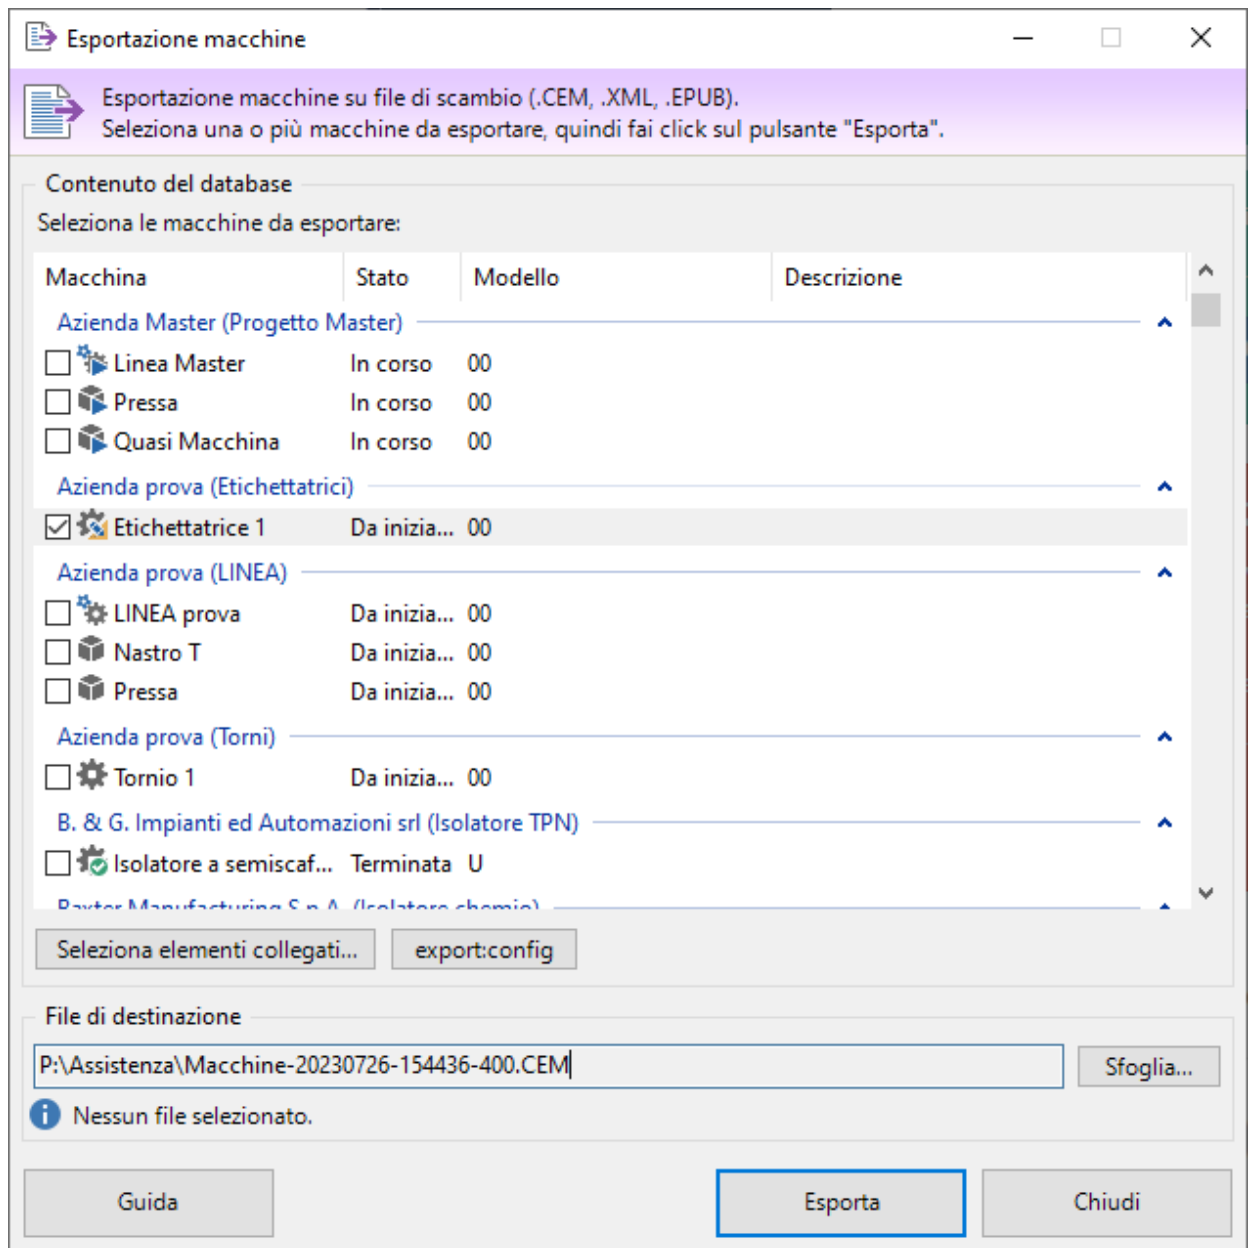 Esportazione macchine
Esportazione macchine su file di scambio (.CEM, .XML, .EPUB).
Seleziona una o più macchine da esportare, quindi fai click sul pulsante "Esporta".
Contenuto del database
Seleziona le macchine da esportare:
Macchina Stato Modello Descrizione
Azienda Master (Progetto Master)
Linea Master In corso 00
Pressa In corso 00
Quasi Macchina In corso 00
Azienda prova (Etichettatrici)
Etichettatrice 1 Da inizia... 00
Azienda prova (LINEA)
LINEA prova Da inizia... 00
Nastro T Da inizia... 00
Pressa Da inizia... 00
Azienda prova (Torni)
Tornio 1 Da inizia... 00
B. & G. Impianti ed Automazioni srl (Isolatore TPN)
Isolatore a semiscaf... Terminata U
Baxter Manufacturing S.p.A. (Isolatore chemio)
Seleziona elementi collegati... export:config
File di destinazione
P:\Assistenza\Macchine-20230726-154436-400.CEM Sfoglia...
Nessun file selezionato.
Guida Esporta Chiudi